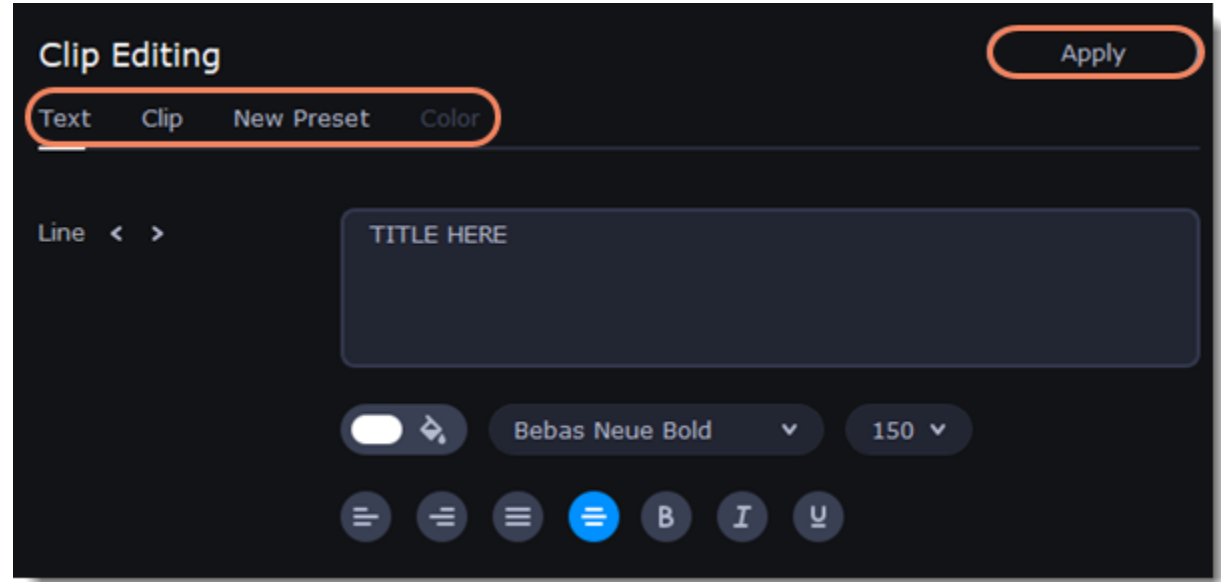 Clip Editing Apply
Text Clip New Preset Color
Line < > TITLE HERE
Bebas Neue Bold 150
B I U